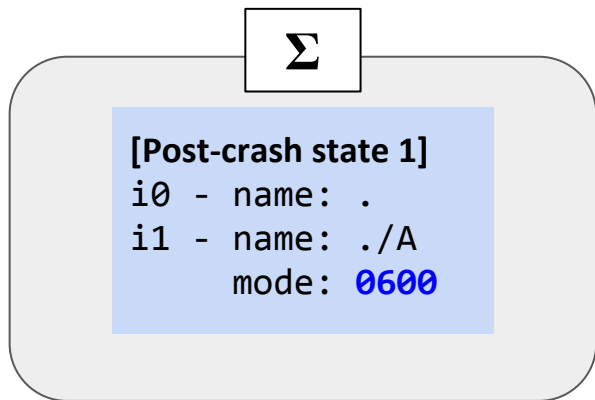 Σ
[Post-crash state 1]
i0 - name: .
i1 - name: ./A
mode: 0600